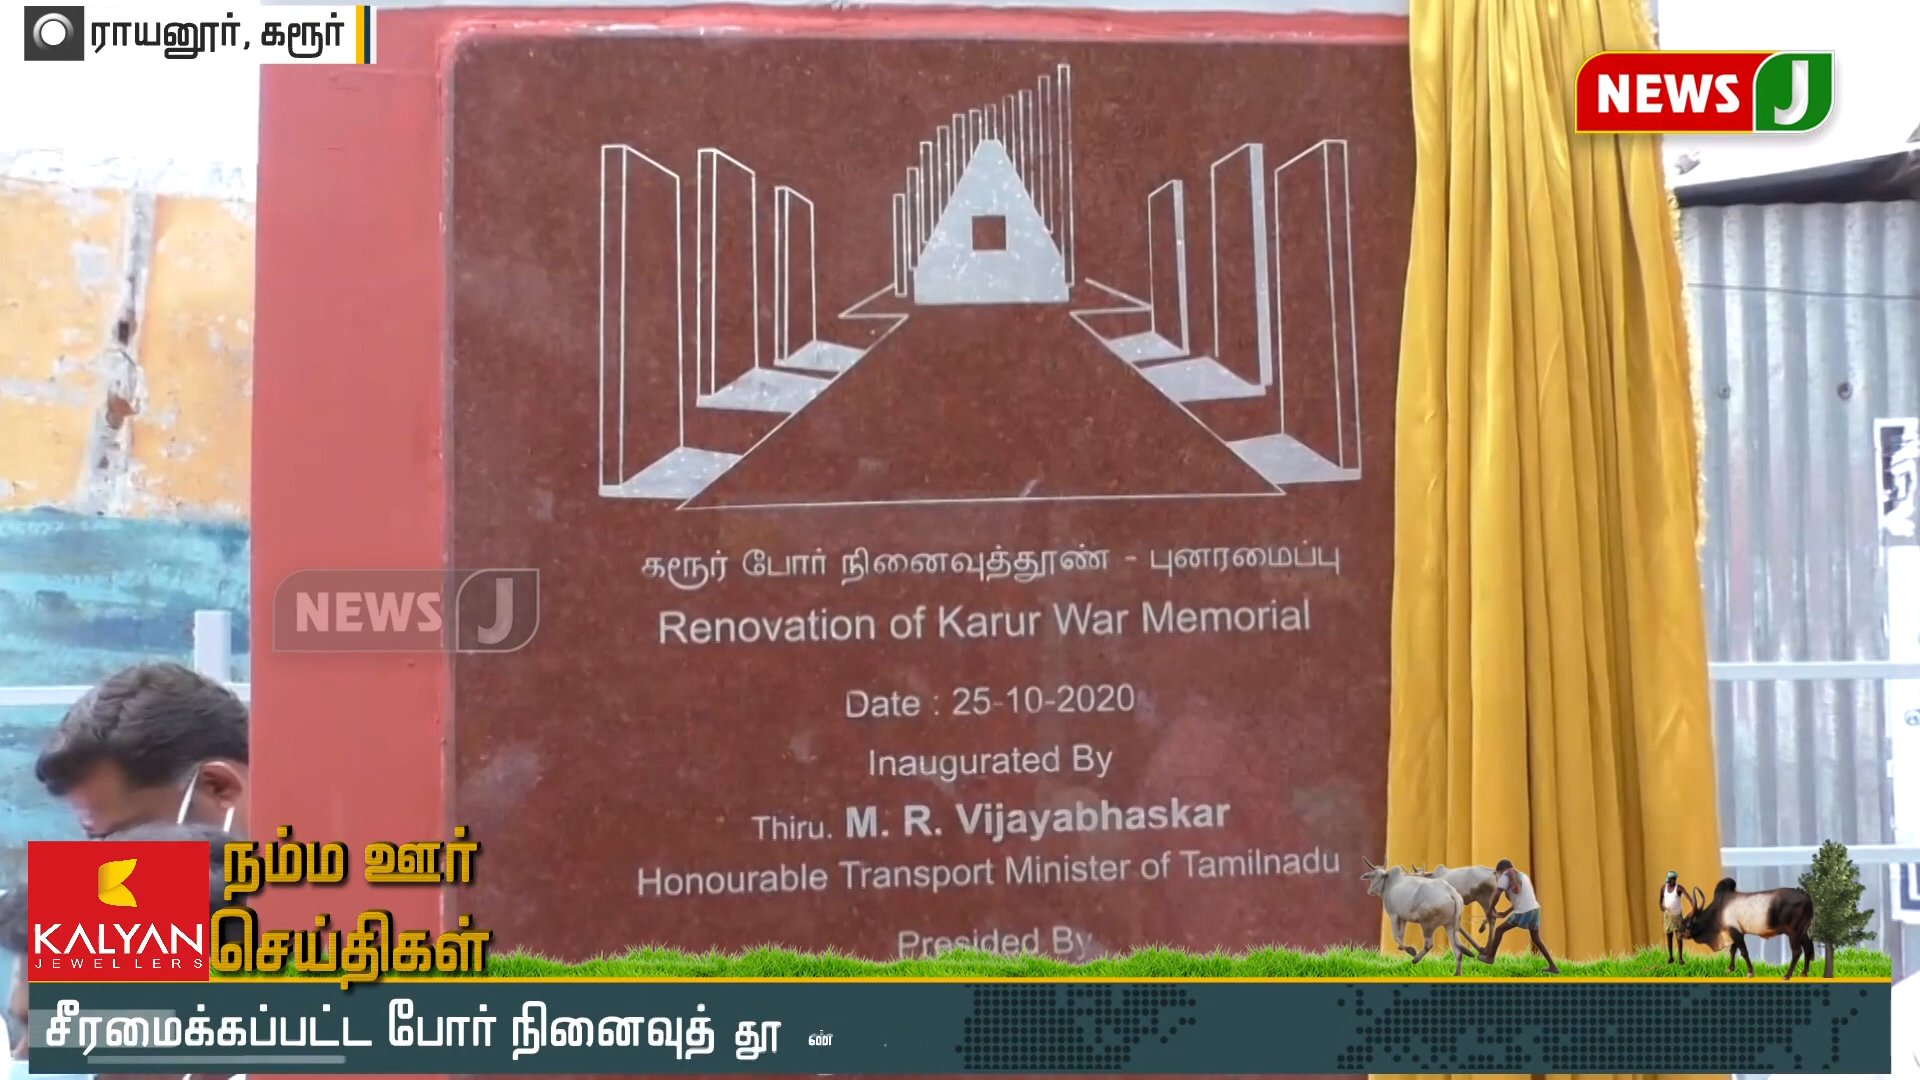 ராயனூர், கரூர்
NEWS J
கரூர் போர் நினைவுத்தூண் - புனரமைப்பு
Renovation of Karur War Memorial
NEWS J
Date : 25-10-2020
Inaugurated By
Thiru. M. R. Vijayabhaskar
Honourable Transport Minister of Tamilnadu
Presided By
நம்ம ஊர்
செய்திகள்
KALYAN
JEWELLERS
சீரமைக்கப்பட்ட போர் நினைவுத் தூண்